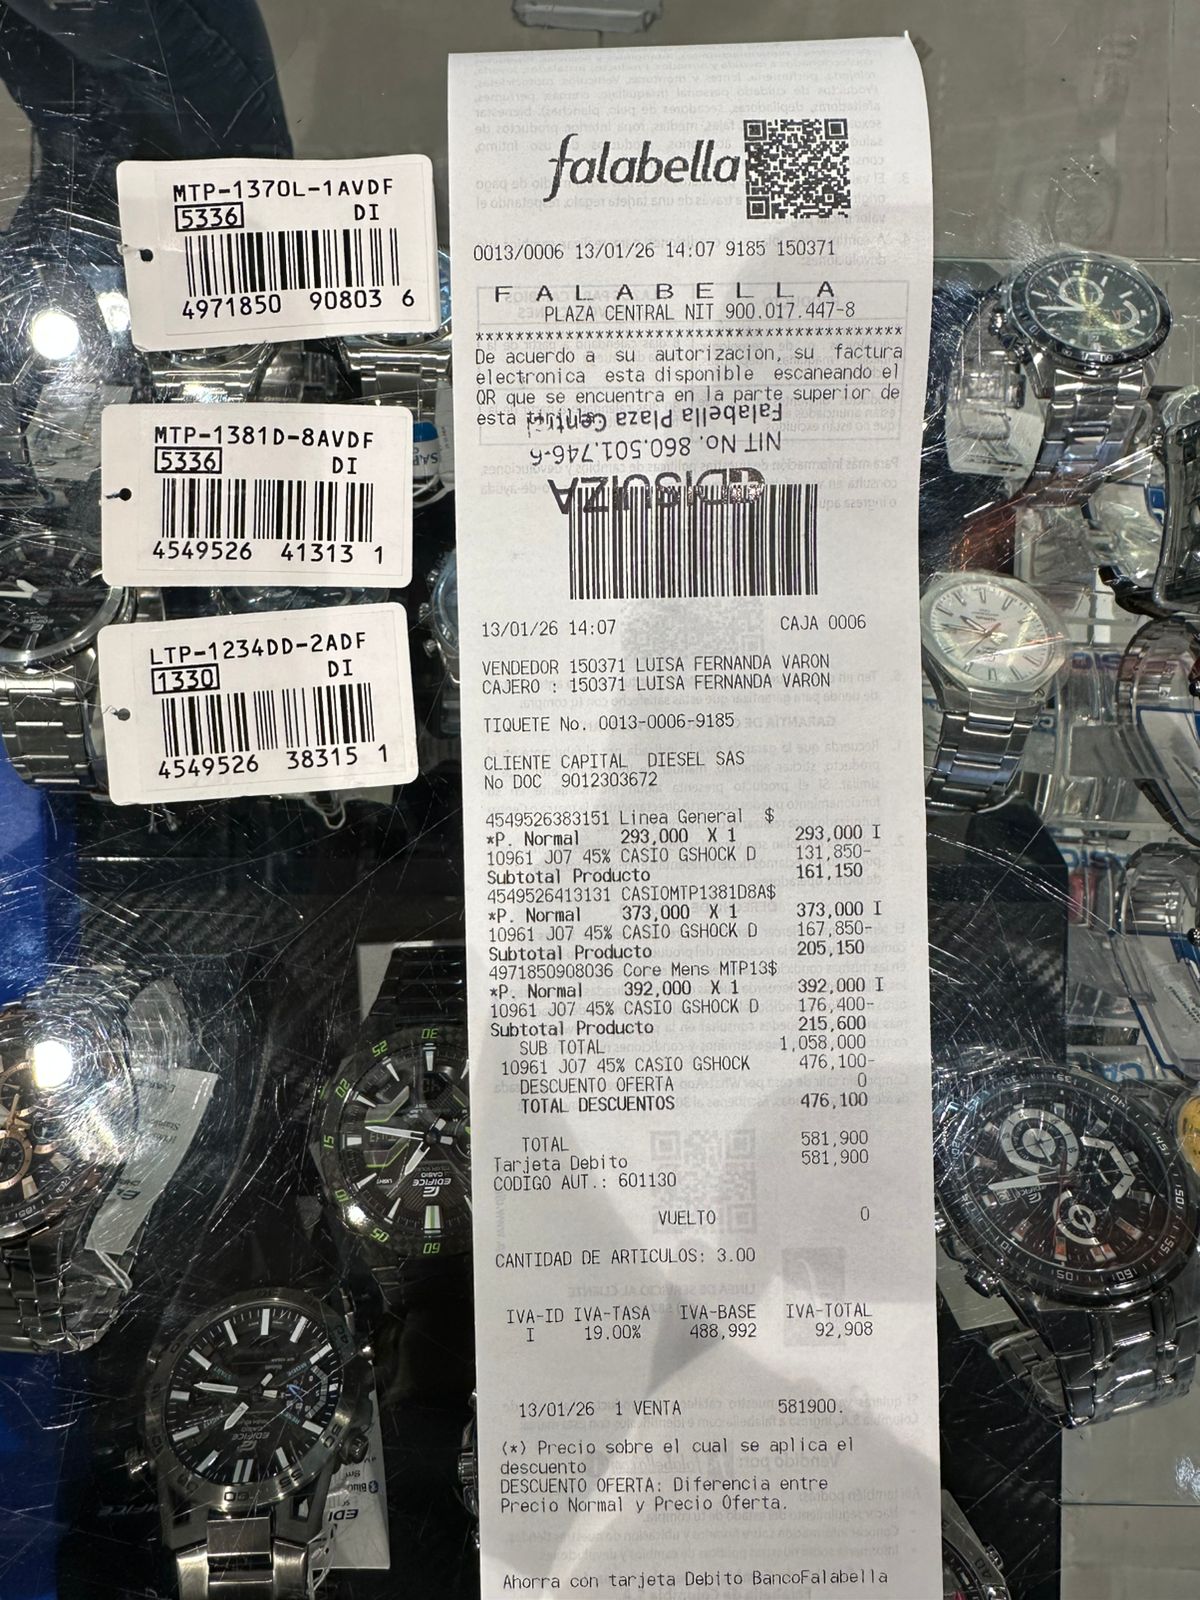 MTP-1370L-1AVDF
5336 DI
4971850 90803 6
MTP-1381D-8AVDF
5336 DI
4549526 41313 1
LTP-1234DD-2ADF
1330 DI
4549526 38315 1
falabella
0013/0006 13/01/26 14:07 9185 150371
F A L A B E L L A
PLAZA CENTRAL NIT 900.017.447-8
******************************************
De acuerdo a su autorizacion, su factura
electronica esta disponible escaneando el
QR que se encuentra en la parte superior de
esta
Falabella Plaza Central
NIT No. 860.501.746-6
DISUIZA
13/01/26 14:07 CAJA 0006
VENDEDOR 150371 LUISA FERNANDA VARON
CAJERO : 150371 LUISA FERNANDA VARON
TIQUETE No. 0013-0006-9185
CLIENTE CAPITAL DIESEL SAS
No DOC 9012303672
4549526383151 Linea General $
*P. Normal 293,000 X 1 293,000 I
10961 J07 45% CASIO GSHOCK D 131,850-
Subtotal Producto 161,150
4549526413131 CASIOMTP1381D8A$
*P. Normal 373,000 X 1 373,000 I
10961 J07 45% CASIO GSHOCK D 167,850-
Subtotal Producto 205,150
4971850908036 Core Mens MTP13$
*P. Normal 392,000 X 1 392,000 I
10961 J07 45% CASIO GSHOCK D 176,400-
Subtotal Producto 215,600
SUB TOTAL 1,058,000
10961 J07 45% CASIO GSHOCK 476,100-
DESCUENTO OFERTA 0
TOTAL DESCUENTOS 476,100
TOTAL 581,900
Tarjeta Debito 581,900
CODIGO AUT.: 601130
VUELTO 0
CANTIDAD DE ARTICULOS: 3.00
IVA-ID IVA-TASA IVA-BASE IVA-TOTAL
I 19.00% 488,992 92,908
13/01/26 1 VENTA 581900.
(*) Precio sobre el cual se aplica el
descuento
DESCUENTO OFERTA: Diferencia entre
Precio Normal y Precio Oferta.
Ahorra con tarjeta Debito BancoFalabella
EDIFICE
CASIO
EDIFICE